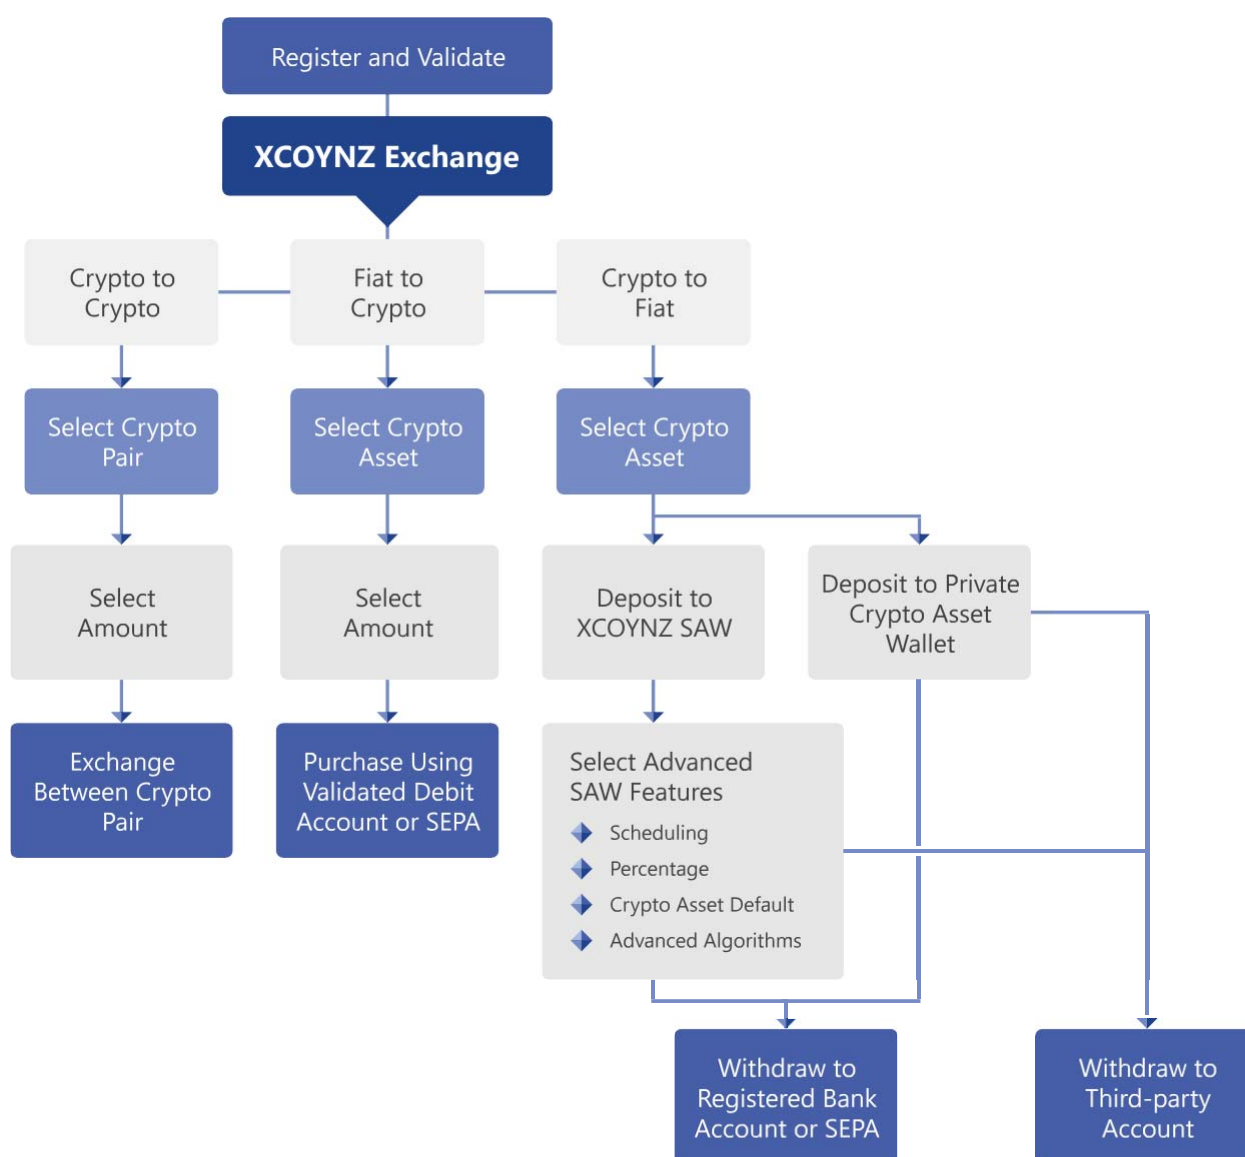 Register and Validate
XCOYNZ Exchange
Crypto to
Crypto
Fiat to
Crypto
Crypto to
Fiat
Select Crypto
Pair
Select Crypto
Asset
Select Crypto
Asset
Select
Amount
Select
Amount
Deposit to
XCOYNZ SAW
Deposit to Private
Crypto Asset
Wallet
Exchange
Between Crypto
Pair
Purchase Using
Validated Debit
Account or SEPA
Select Advanced
SAW Features
Scheduling
Percentage
Crypto Asset Default
Advanced Algorithms
Withdraw to
Registered Bank
Account or SEPA
Withdraw to
Third-party
Account